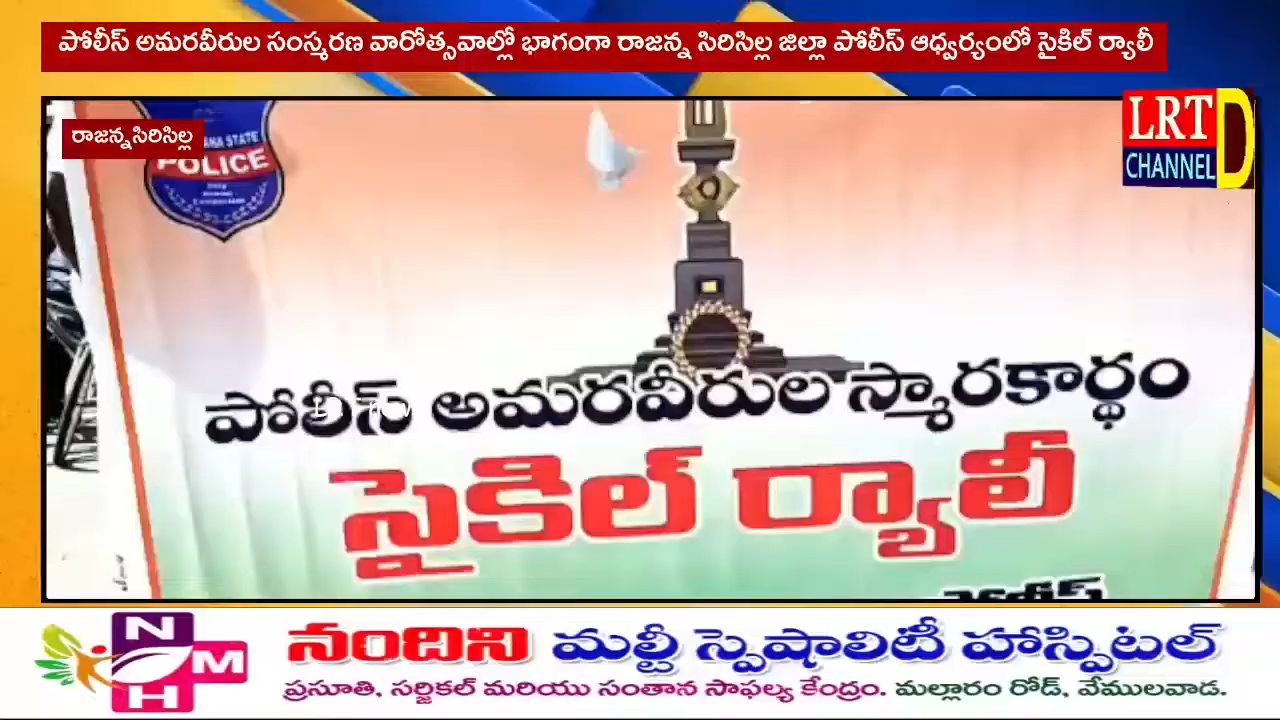 పోలీస్ అమరవీరుల సంస్మరణ వారోత్సవాల్లో భాగంగా రాజన్న సిరిసిల్ల జిల్లా పోలీస్ ఆధ్వర్యంలో సైకిల్ ర్యాలీ
రాజన్నసిరిసిల్ల
LRT
CHANNEL D
STATE
POLICE
పోలీస్ అమరవీరుల స్మారకార్థం
సైకిల్ ర్యాలీ
పోలీస్
N
M
H
నందిని మల్టీ స్పెషాలిటీ హాస్పిటల్
ప్రసూతి, సర్జికల్ మరియు సంతాన సాఫల్య కేంద్రం. మల్లారం రోడ్, వేములవాడ.